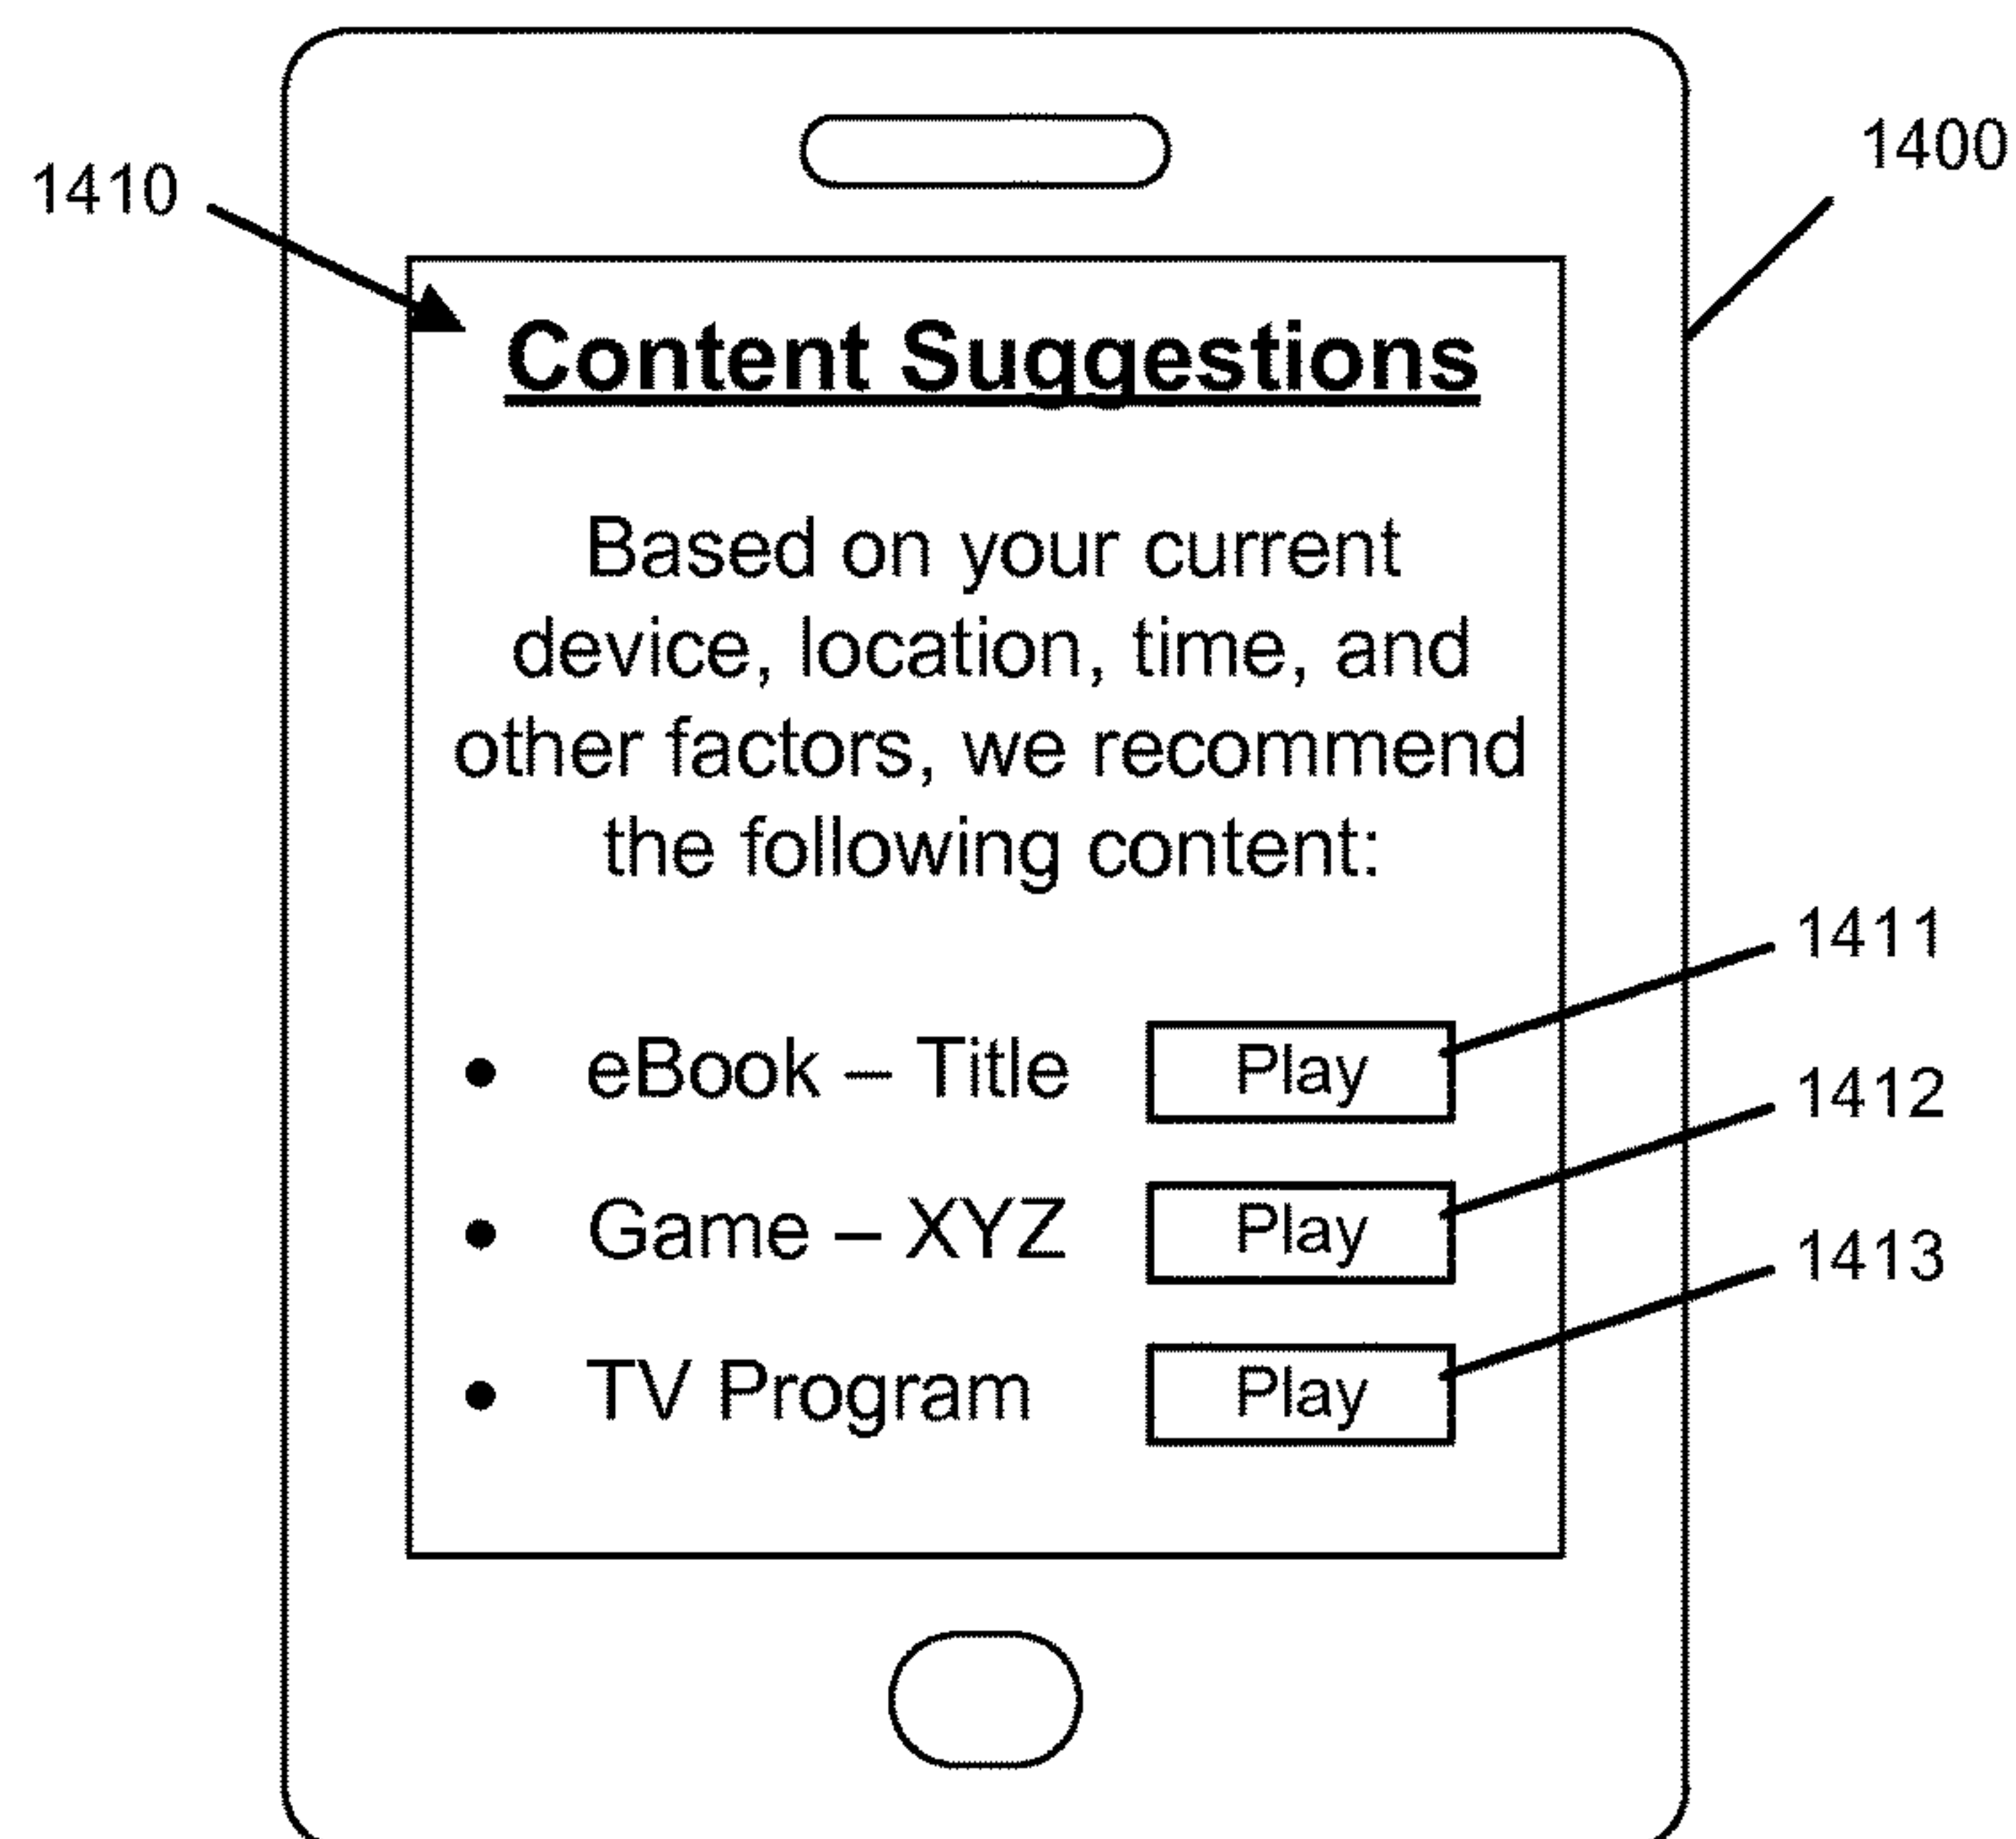 1400
1410
Content Suggestions
Based on your current
device, location, time, and
other factors, we recommend
the following content:
1411
• eBook – Title Play
1412
• Game – XYZ Play
1413
• TV Program Play